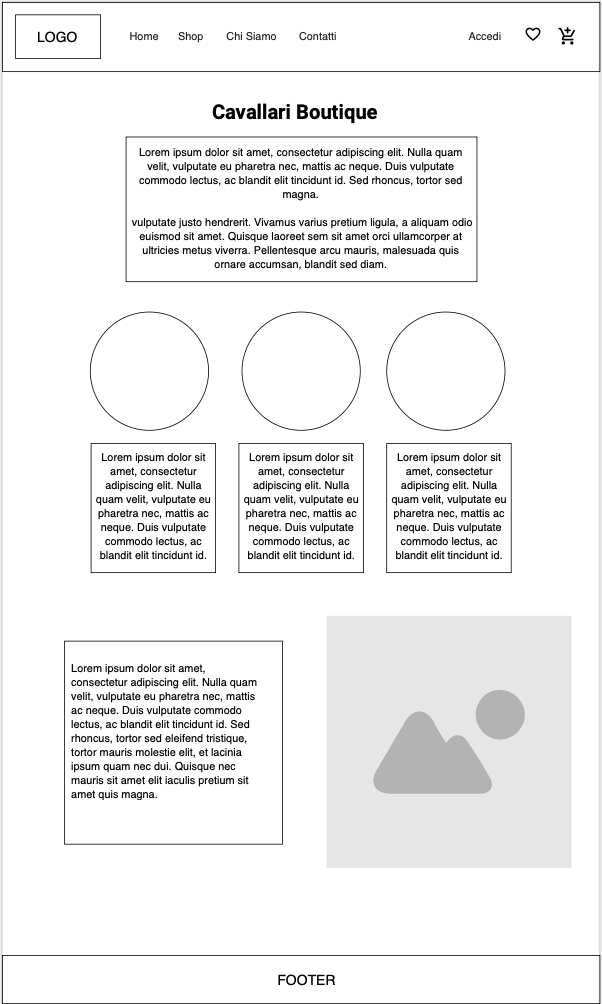 LOGO
Home Shop Chi Siamo Contatti Accedi
Cavallari Boutique
Lorem ipsum dolor sit amet, consectetur adipiscing elit. Nulla quam
velit, vulputate eu pharetra nec, mattis ac neque. Duis vulputate
commodo lectus, ac blandit elit tincidunt id. Sed rhoncus, tortor sed
magna.
vulputate justo hendrerit. Vivamus varius pretium ligula, a aliquam odio
euismod sit amet. Quisque laoreet sem sit amet orci ullamcorper at
ultricies metus viverra. Pellentesque arcu mauris, malesuada quis
ornare accumsan, blandit sed diam.
Lorem ipsum dolor sit
amet, consectetur
adipiscing elit. Nulla
quam velit, vulputate eu
pharetra nec, mattis ac
neque. Duis vulputate
commodo lectus, ac
blandit elit tincidunt id.
Lorem ipsum dolor sit
amet, consectetur
adipiscing elit. Nulla
quam velit, vulputate eu
pharetra nec, mattis ac
neque. Duis vulputate
commodo lectus, ac
blandit elit tincidunt id.
Lorem ipsum dolor sit
amet, consectetur
adipiscing elit. Nulla
quam velit, vulputate eu
pharetra nec, mattis ac
neque. Duis vulputate
commodo lectus, ac
blandit elit tincidunt id.
Lorem ipsum dolor sit amet,
consectetur adipiscing elit. Nulla quam
velit, vulputate eu pharetra nec, mattis
ac neque. Duis vulputate commodo
lectus, ac blandit elit tincidunt id. Sed
rhoncus, tortor sed eleifend tristique,
tortor mauris molestie elit, et lacinia
ipsum quam nec dui. Quisque nec
mauris sit amet elit iaculis pretium sit
amet quis magna.
FOOTER